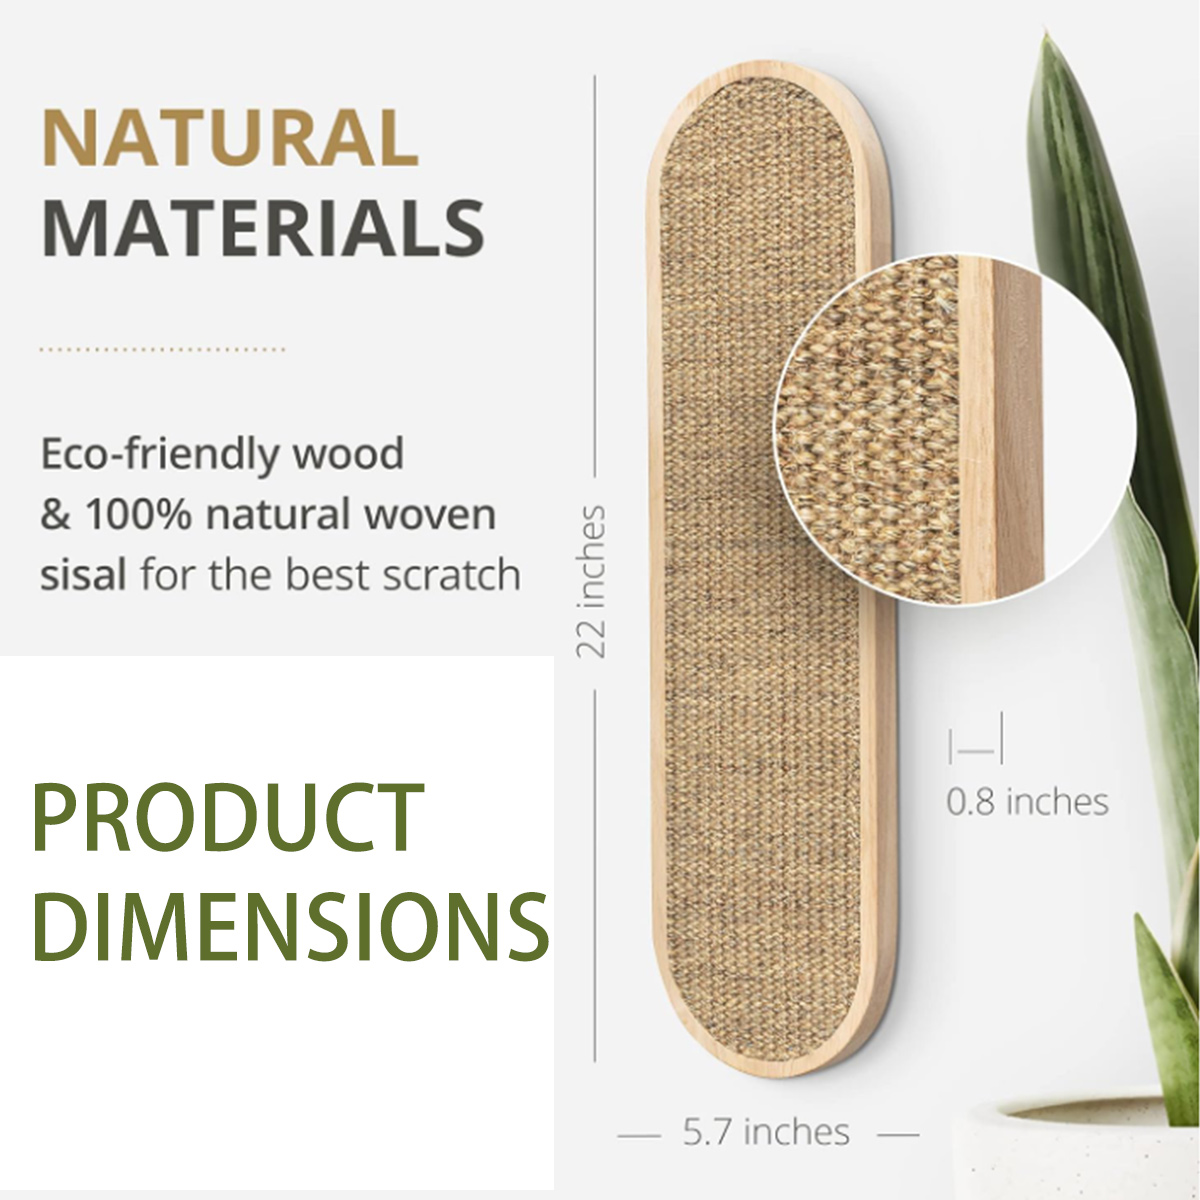 NATURAL
MATERIALS
Eco-friendly wood
& 100% natural woven
sisal for the best scratch
22 inches
PRODUCT
DIMENSIONS
0.8 inches
5.7 inches